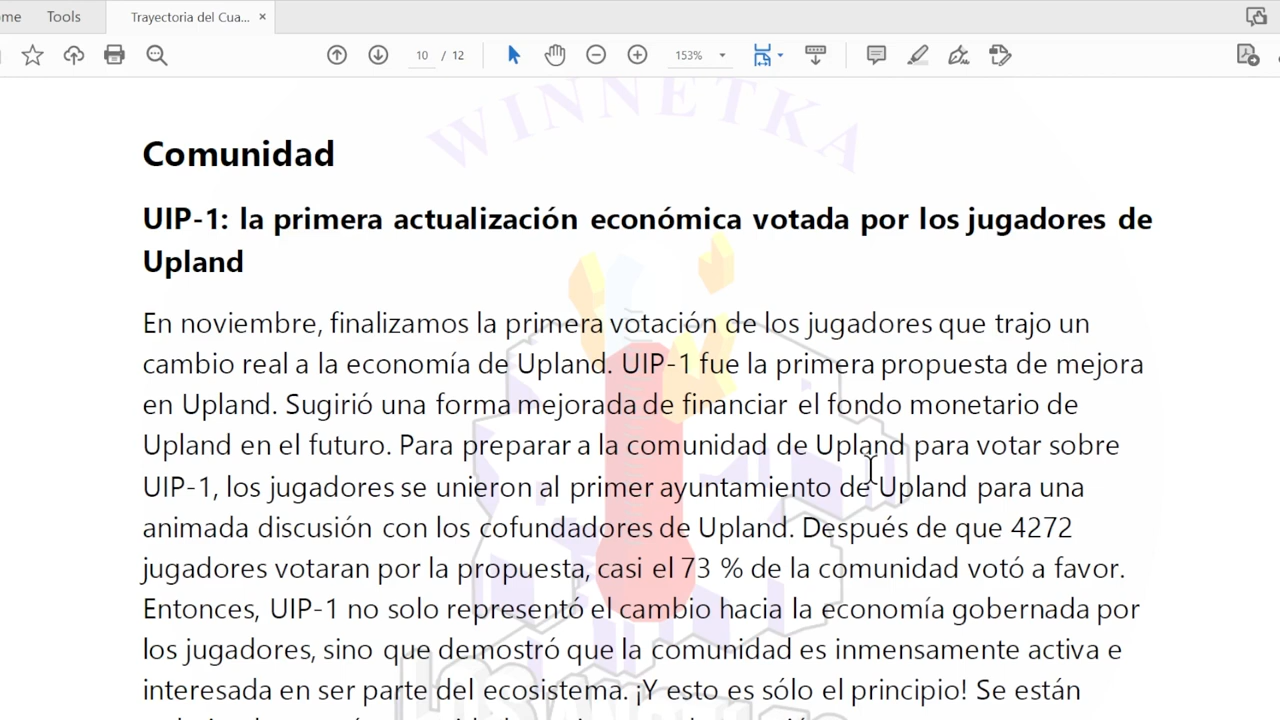 ome Tools Trayectoria del Cua... ×
10 / 12 153%
WINNETKA
Comunidad
UIP-1: la primera actualización económica votada por los jugadores de
Upland
En noviembre, finalizamos la primera votación de los jugadores que trajo un
cambio real a la economía de Upland. UIP-1 fue la primera propuesta de mejora
en Upland. Sugirió una forma mejorada de financiar el fondo monetario de
Upland en el futuro. Para preparar a la comunidad de Upland para votar sobre
UIP-1, los jugadores se unieron al primer ayuntamiento de Upland para una
animada discusión con los cofundadores de Upland. Después de que 4272
jugadores votaran por la propuesta, casi el 73 % de la comunidad votó a favor.
Entonces, UIP-1 no solo representó el cambio hacia la economía gobernada por
los jugadores, sino que demostró que la comunidad es inmensamente activa e
interesada en ser parte del ecosistema. ¡Y esto es sólo el principio! Se están